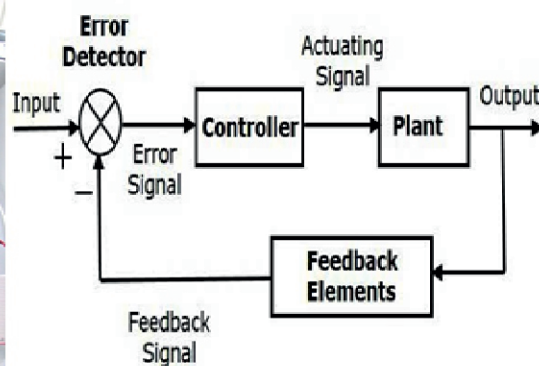 Error
Detector
Input
+
−
Error
Signal
Controller
Actuating
Signal
Plant
Output
Feedback
Elements
Feedback
Signal